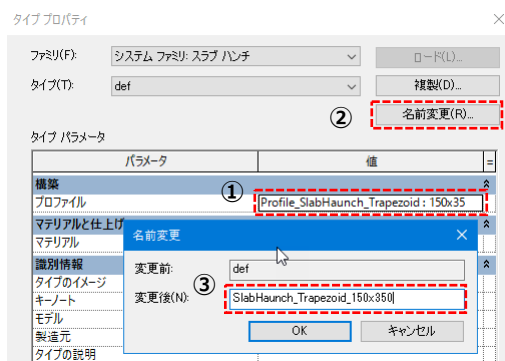 タイプ プロパティ
ファミリ(F): システム ファミリ: スラブ ハンチ ロード(L)...
タイプ(T): def 複製(D)...
② 名前変更(R)...
タイプ パラメータ
パラメータ 値 =
構築
① プロファイル Profile_SlabHaunch_Trapezoid : 150x35
マテリアルと仕上げ
マテリアル
識別情報
タイプのイメージ
キーノート
モデル
製造元
タイプの説明
名前変更
変更前: def
③ 変更後(N): SlabHaunch_Trapezoid_150x350
OK キャンセル